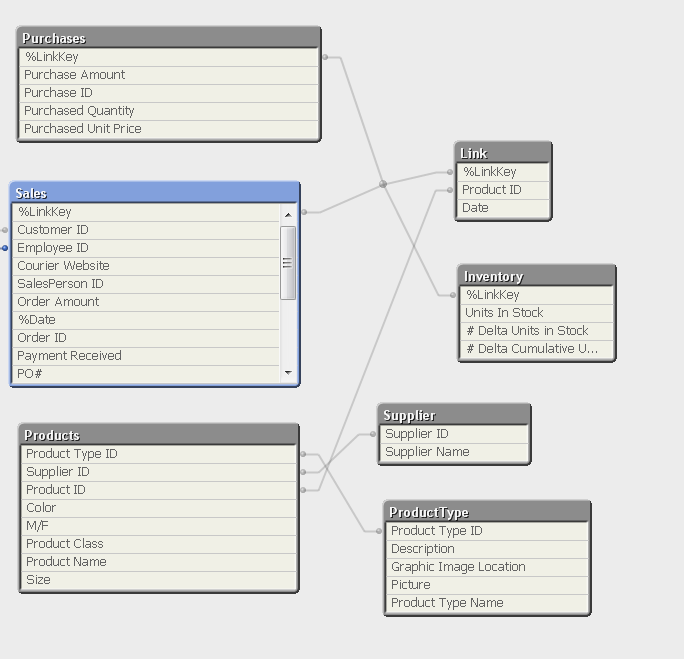 Purchases
%LinkKey
Purchase Amount
Purchase ID
Purchased Quantity
Purchased Unit Price
Sales
%LinkKey
Customer ID
Employee ID
Courier Website
SalesPerson ID
Order Amount
%Date
Order ID
Payment Received
PO#
Products
Product Type ID
Supplier ID
Product ID
Color
M/F
Product Class
Product Name
Size
Link
%LinkKey
Product ID
Date
Inventory
%LinkKey
Units In Stock
# Delta Units in Stock
# Delta Cumulative U...
Supplier
Supplier ID
Supplier Name
ProductType
Product Type ID
Description
Graphic Image Location
Picture
Product Type Name